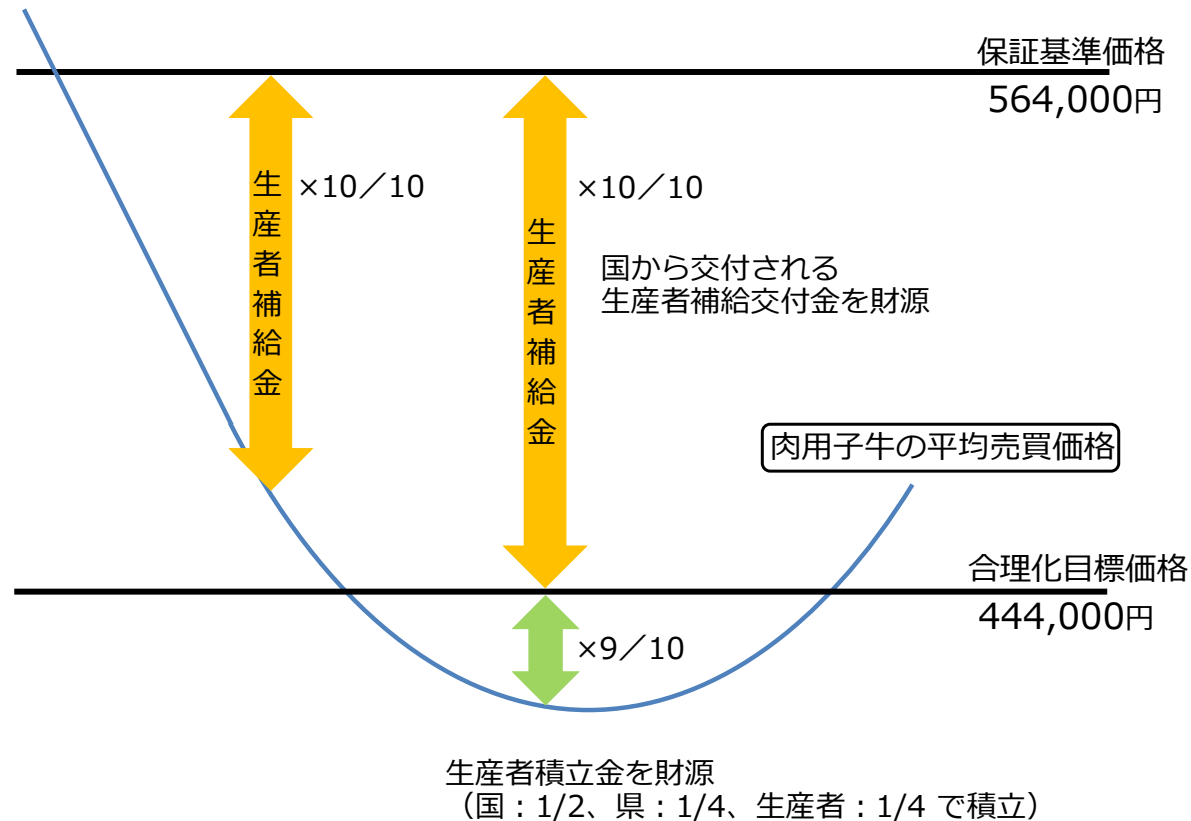 保証基準価格
564,000円
生産者補給金
×10／10
生産者補給金
×10／10
国から交付される
生産者補給交付金を財源
肉用子牛の平均売買価格
合理化目標価格
444,000円
×9／10
生産者積立金を財源
（国：1/2、県：1/4、生産者：1/4 で積立）